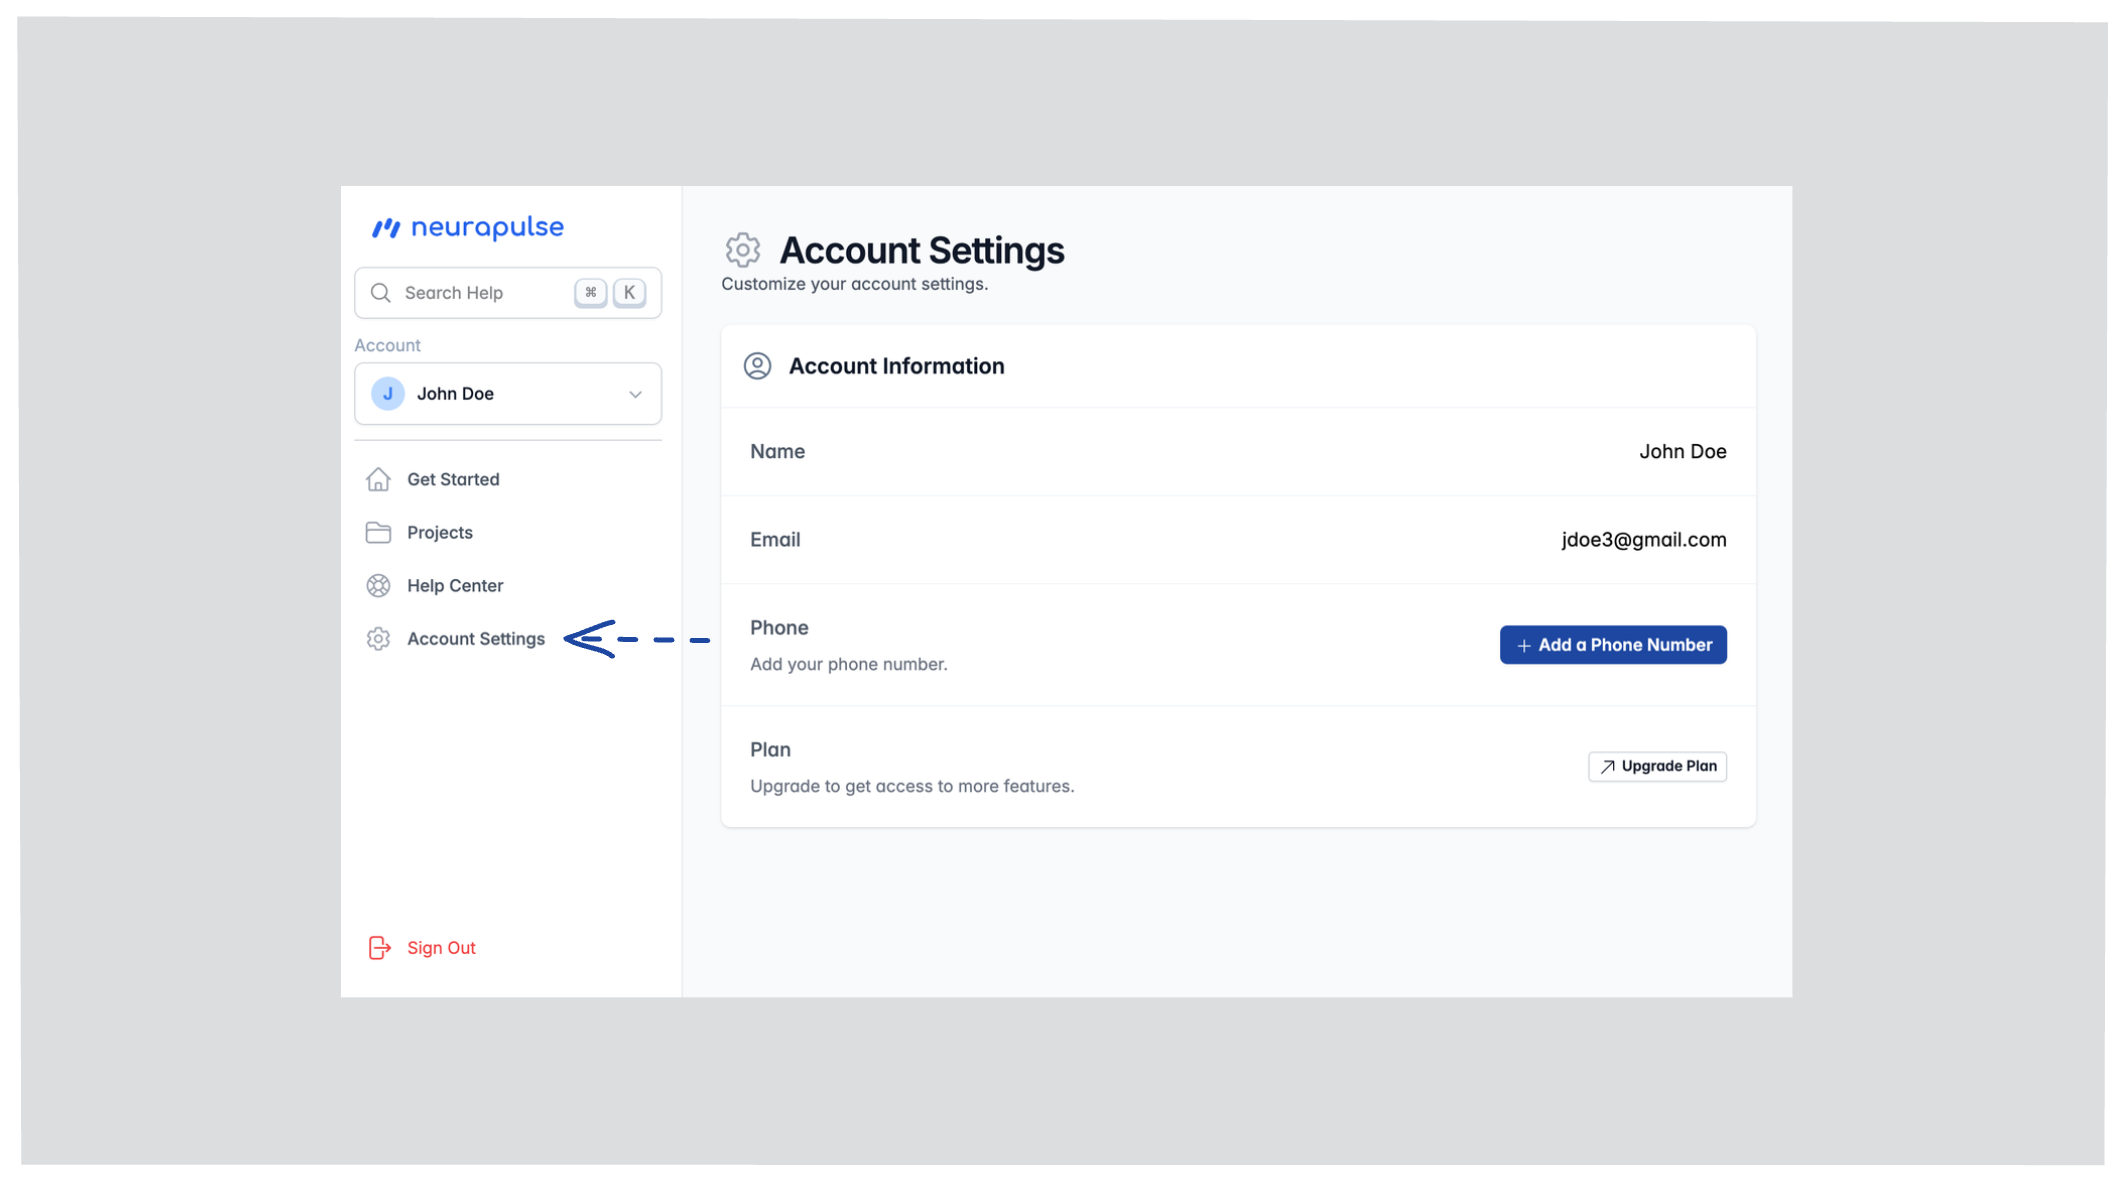 neurapulse
Search Help ⌘ K
Account
J John Doe
Get Started
Projects
Help Center
Account Settings
Sign Out
Account Settings
Customize your account settings.
Account Information
Name John Doe
Email jdoe3@gmail.com
Phone
Add your phone number.
+ Add a Phone Number
Plan
Upgrade to get access to more features.
Upgrade Plan